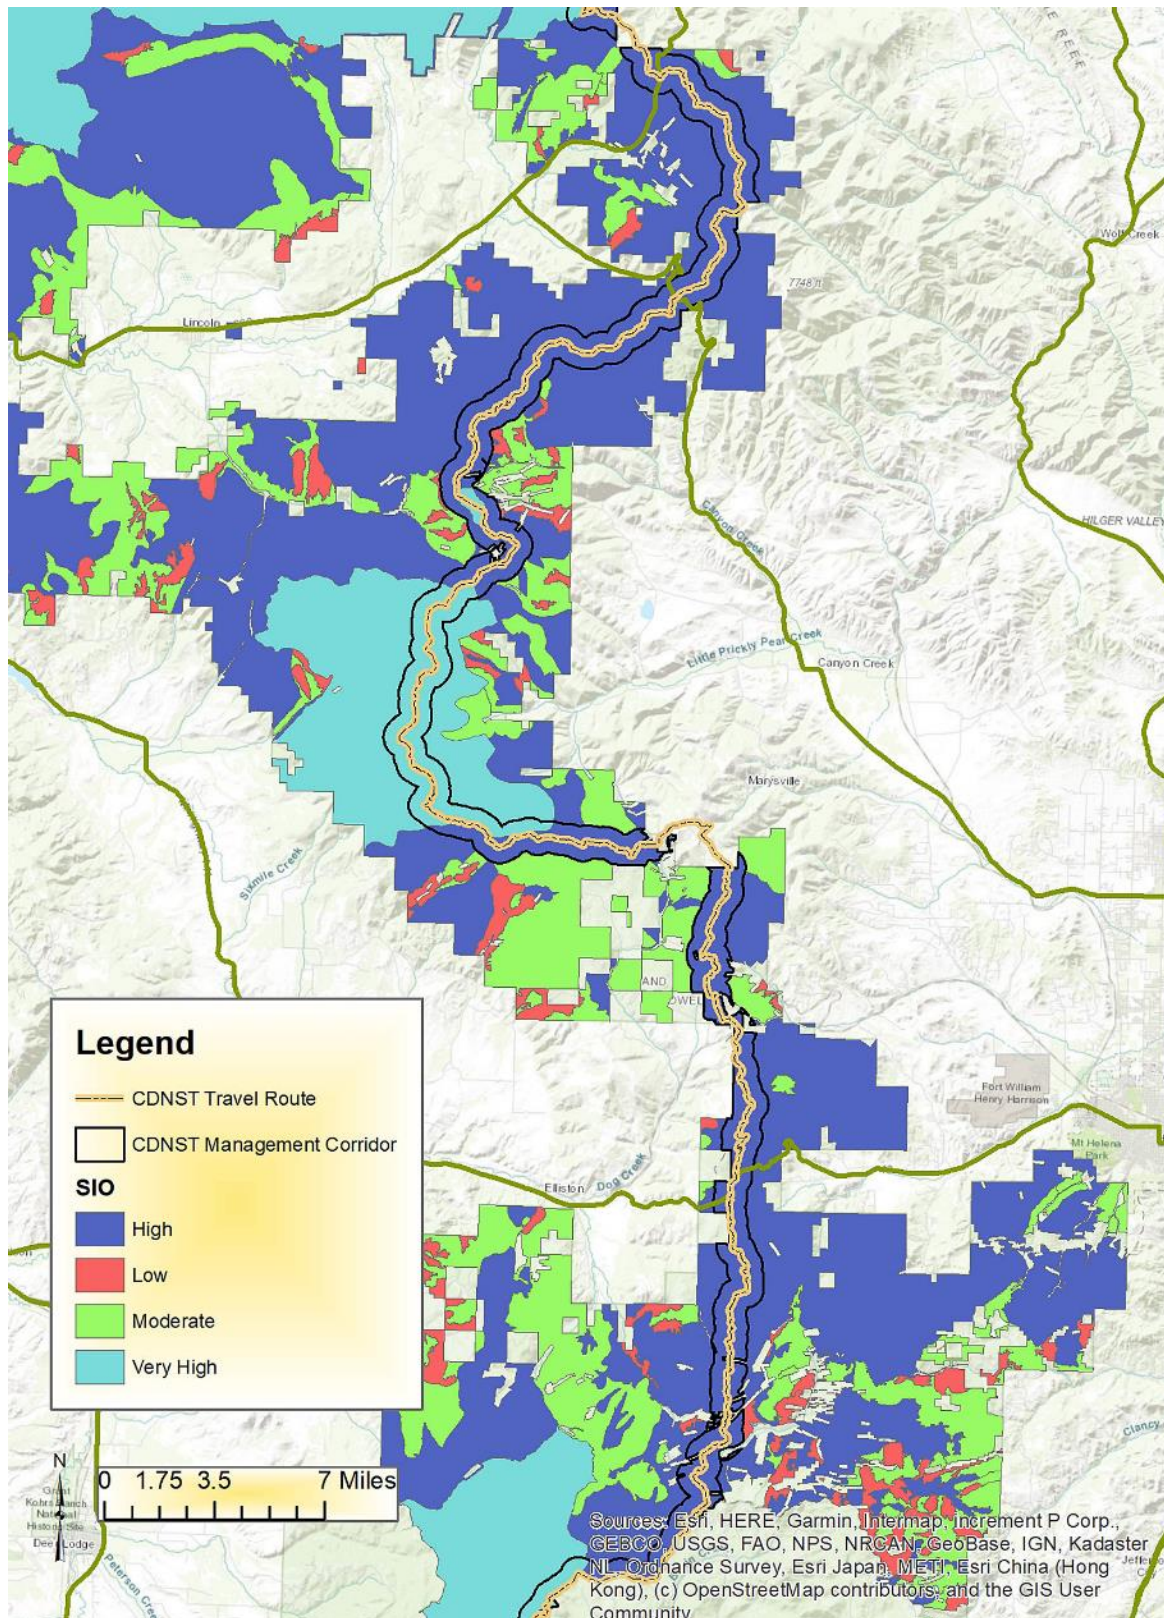 REEF
Wolf Creek
7748 ft
Lincoln
Canyon Creek
HILGER VALLEY
Little Prickly Pear Creek
Canyon Creek
Marysville
Sixmile Creek
AND
Legend
CDNST Travel Route
CDNST Management Corridor
SIO
High
Low
Moderate
Very High
Fort William
Henry Harrison
Mt Helena
Park
Elliston
Dog Creek
Clancy
N
0 1.75 3.5 7 Miles
Grant
Kohrs Ranch
National
Historic Site
Deer Lodge
Peterson Creek
Sources: Esri, HERE, Garmin, Intermap, increment P Corp.,
GEBCO, USGS, FAO, NPS, NRCAN, GeoBase, IGN, Kadaster
NL, Ordnance Survey, Esri Japan, METI, Esri China (Hong
Kong), (c) OpenStreetMap contributors, and the GIS User
Community